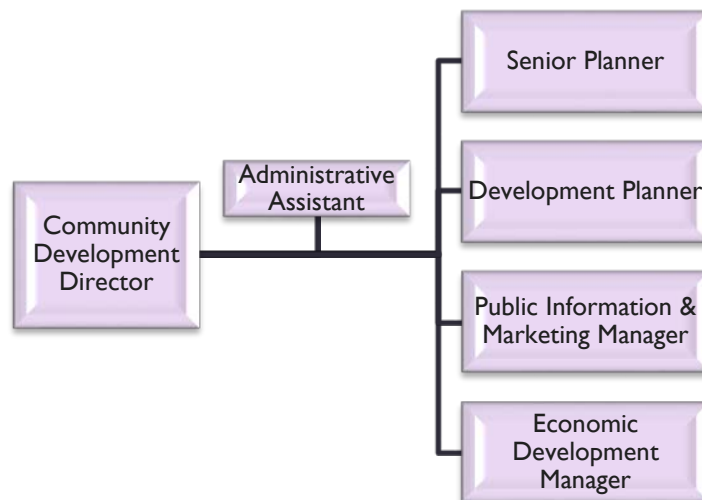 Community
Development
Director
Administrative
Assistant
Senior Planner
Development Planner
Public Information &
Marketing Manager
Economic
Development
Manager